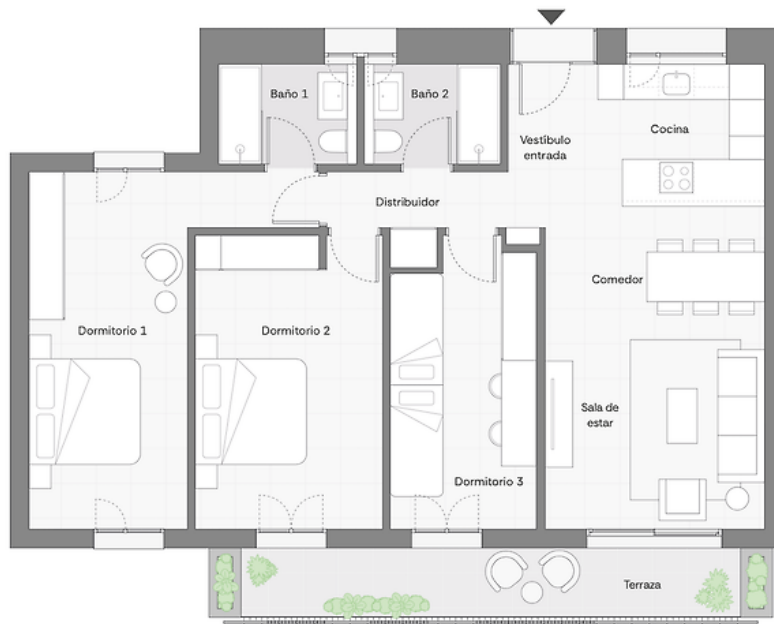 Baño 1
Baño 2
Vestíbulo
entrada
Cocina
Distribuidor
Comedor
Dormitorio 1
Dormitorio 2
Sala de
estar
Dormitorio 3
Terraza